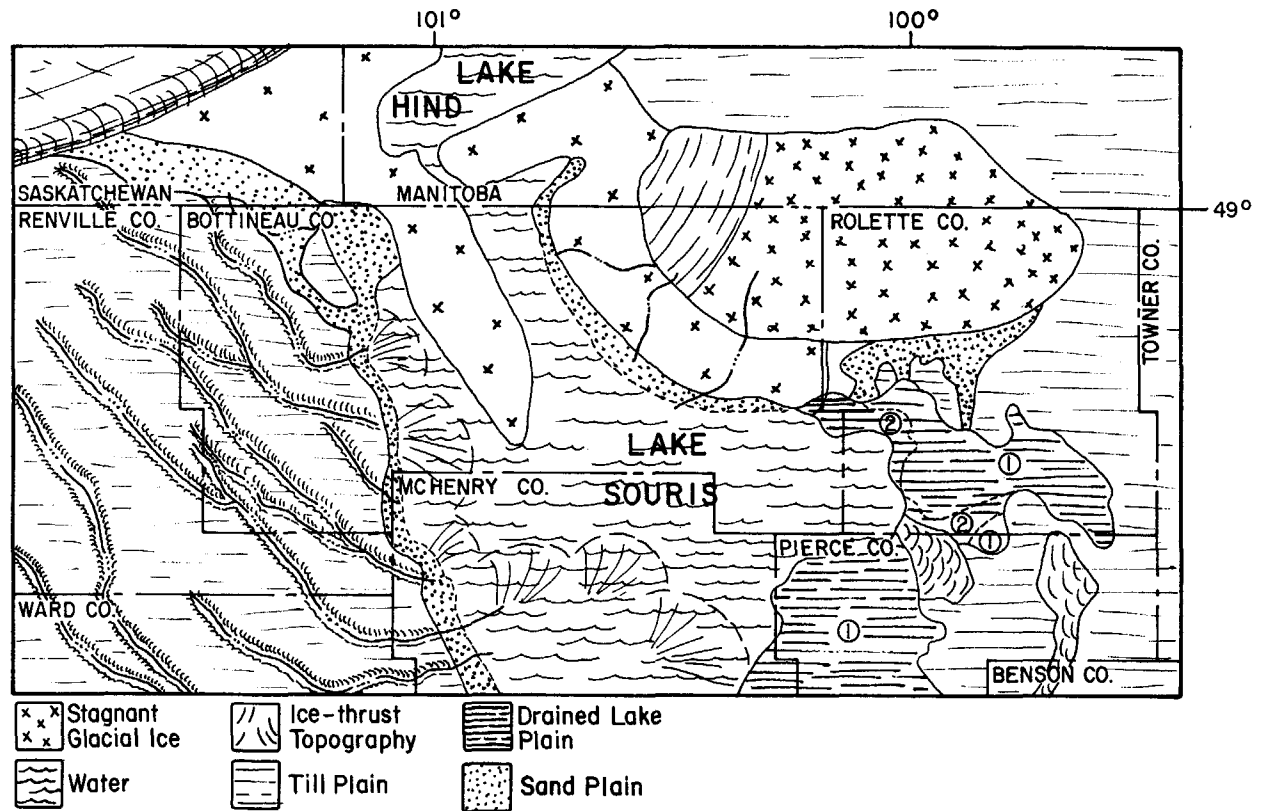 101°
100°
LAKE
HIND
SASKATCHEWAN
MANITOBA
49°
RENVILLE CO.
BOTTINEAU CO.
ROLETTE CO.
TOWNER CO.
②
LAKE
①
SOURIS
MCHENRY CO.
②
①
PIERCE CO.
WARD CO.
①
BENSON CO.
Stagnant
Glacial Ice
Ice-thrust
Topography
Drained Lake
Plain
Water
Till Plain
Sand Plain